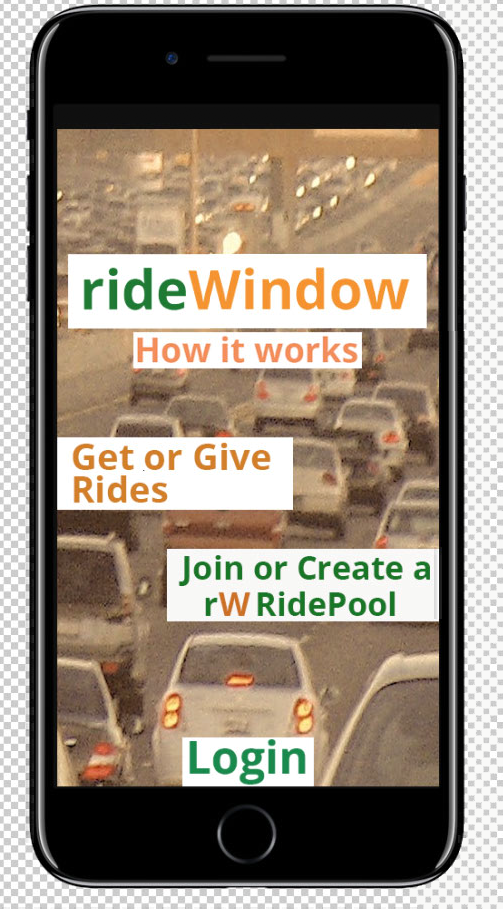 rideWindow
How it works
Get or Give
Rides
Join or Create a
rW RidePool
Login